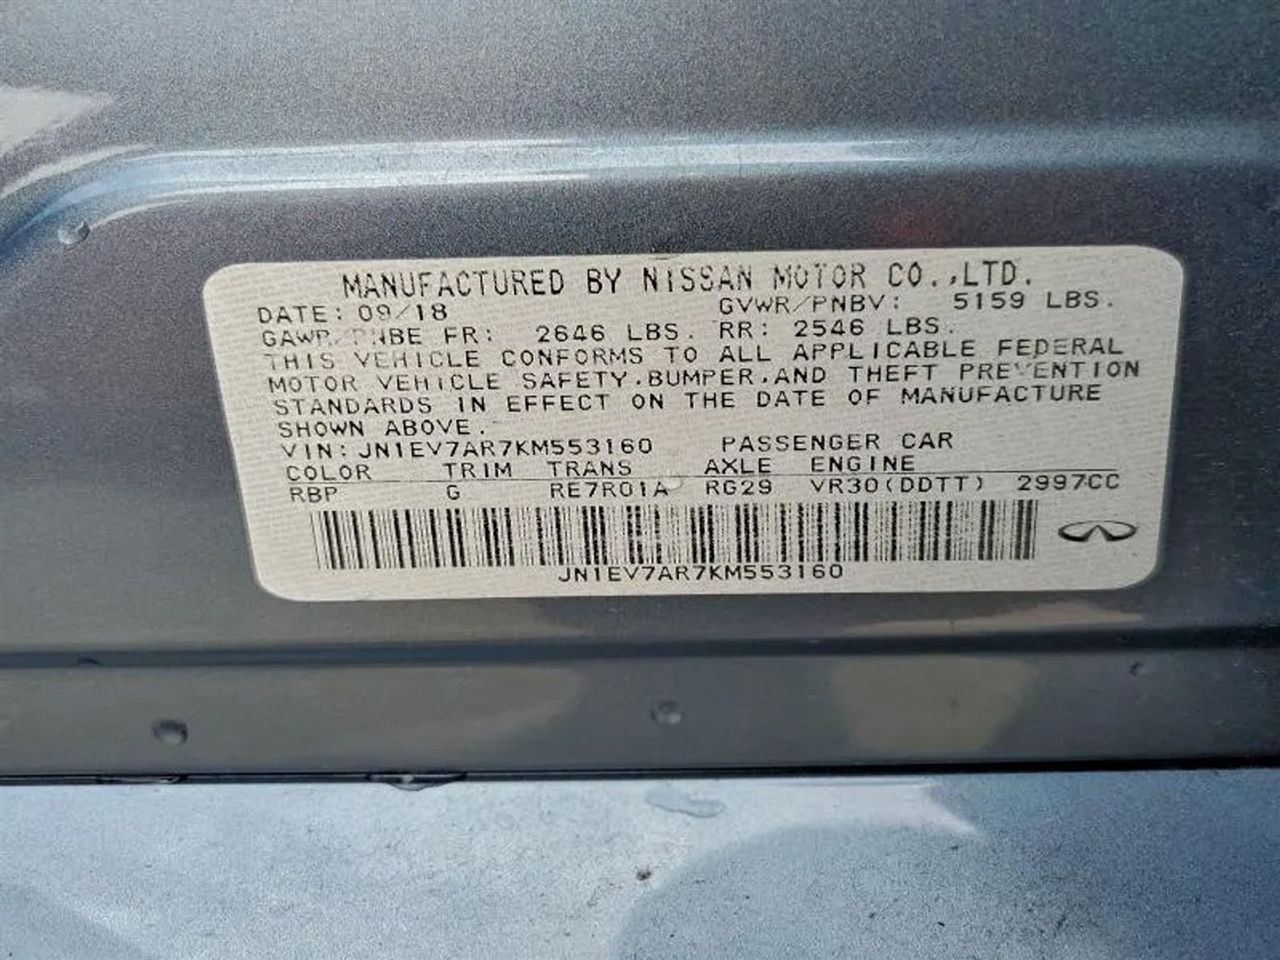 MANUFACTURED BY NISSAN MOTOR CO.,LTD.
DATE: 09/18 GVWR/PNBV: 5159 LBS.
GAWR/PNBE FR: 2646 LBS. RR: 2546 LBS.
THIS VEHICLE CONFORMS TO ALL APPLICABLE FEDERAL
MOTOR VEHICLE SAFETY,BUMPER,AND THEFT PREVENTION
STANDARDS IN EFFECT ON THE DATE OF MANUFACTURE
SHOWN ABOVE.
VIN: JN1EV7AR7KM553160 PASSENGER CAR
COLOR TRIM TRANS AXLE ENGINE
RBP G RE7R01A RG29 VR30(DDTT) 2997CC
JN1EV7AR7KM553160